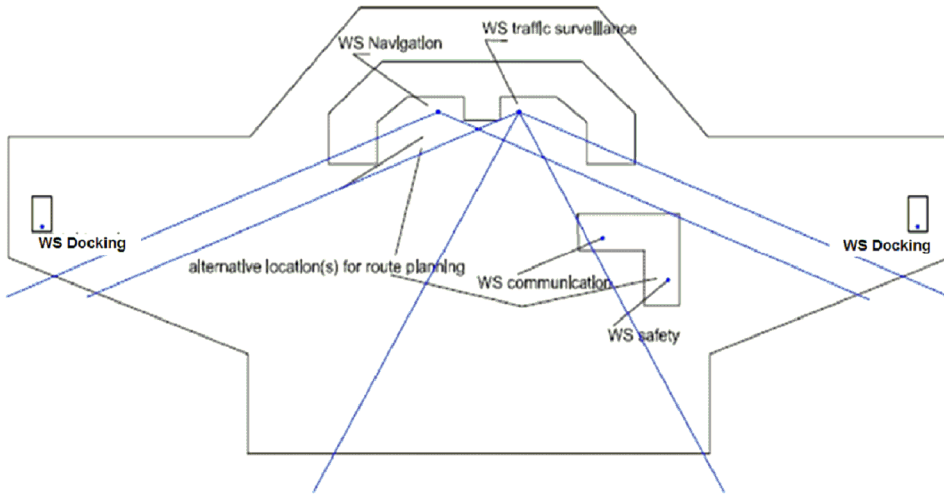 WS traffic surveillance
WS Navigation
WS Docking
WS Docking
alternative location(s) for route planning
WS communication
WS safety